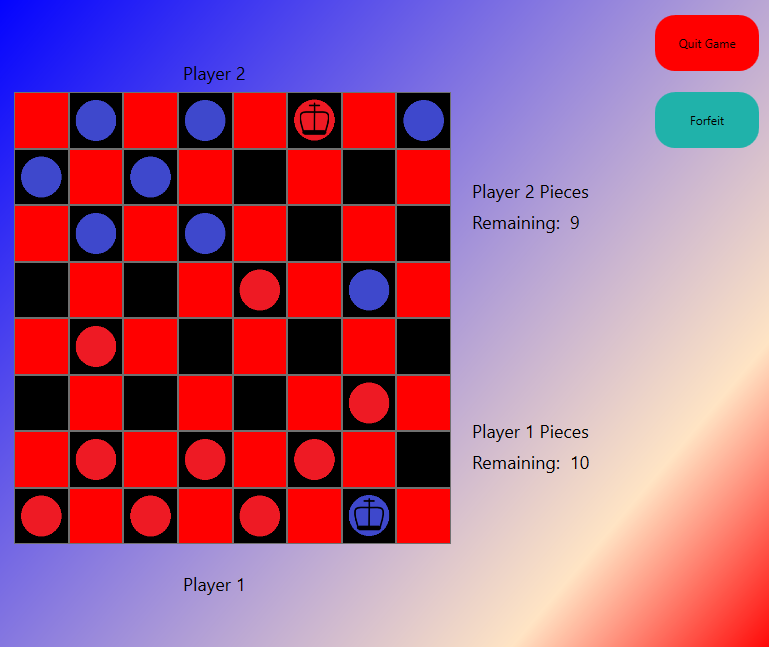 Quit Game
Player 2
Forfeit
Player 2 Pieces
Remaining: 9
Player 1 Pieces
Remaining: 10
Player 1